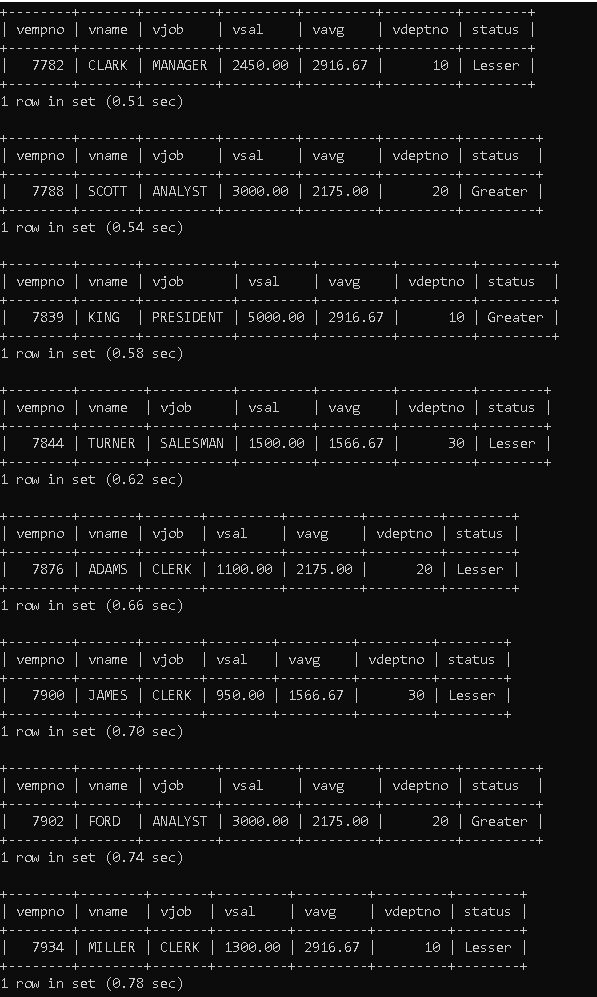 +--------+-------+---------+---------+---------+---------+--------+
| vempno | vname | vjob    | vsal    | vavg    | vdeptno | status |
+--------+-------+---------+---------+---------+---------+--------+
|   7782 | CLARK | MANAGER | 2450.00 | 2916.67 |      10 | Lesser |
+--------+-------+---------+---------+---------+---------+--------+
1 row in set (0.51 sec)

+--------+-------+---------+---------+---------+---------+---------+
| vempno | vname | vjob    | vsal    | vavg    | vdeptno | status  |
+--------+-------+---------+---------+---------+---------+---------+
|   7788 | SCOTT | ANALYST | 3000.00 | 2175.00 |      20 | Greater |
+--------+-------+---------+---------+---------+---------+---------+
1 row in set (0.54 sec)

+--------+-------+-----------+---------+---------+---------+---------+
| vempno | vname | vjob      | vsal    | vavg    | vdeptno | status  |
+--------+-------+-----------+---------+---------+---------+---------+
|   7839 | KING  | PRESIDENT | 5000.00 | 2916.67 |      10 | Greater |
+--------+-------+-----------+---------+---------+---------+---------+
1 row in set (0.58 sec)

+--------+--------+----------+---------+---------+---------+--------+
| vempno | vname  | vjob     | vsal    | vavg    | vdeptno | status |
+--------+--------+----------+---------+---------+---------+--------+
|   7844 | TURNER | SALESMAN | 1500.00 | 1566.67 |      30 | Lesser |
+--------+--------+----------+---------+---------+---------+--------+
1 row in set (0.62 sec)

+--------+-------+-------+---------+---------+---------+--------+
| vempno | vname | vjob  | vsal    | vavg    | vdeptno | status |
+--------+-------+-------+---------+---------+---------+--------+
|   7876 | ADAMS | CLERK | 1100.00 | 2175.00 |      20 | Lesser |
+--------+-------+-------+---------+---------+---------+--------+
1 row in set (0.66 sec)

+--------+-------+-------+--------+---------+---------+--------+
| vempno | vname | vjob  | vsal   | vavg    | vdeptno | status |
+--------+-------+-------+--------+---------+---------+--------+
|   7900 | JAMES | CLERK | 950.00 | 1566.67 |      30 | Lesser |
+--------+-------+-------+--------+---------+---------+--------+
1 row in set (0.70 sec)

+--------+-------+---------+---------+---------+---------+---------+
| vempno | vname | vjob    | vsal    | vavg    | vdeptno | status  |
+--------+-------+---------+---------+---------+---------+---------+
|   7902 | FORD  | ANALYST | 3000.00 | 2175.00 |      20 | Greater |
+--------+-------+---------+---------+---------+---------+---------+
1 row in set (0.74 sec)

+--------+--------+-------+---------+---------+---------+--------+
| vempno | vname  | vjob  | vsal    | vavg    | vdeptno | status |
+--------+--------+-------+---------+---------+---------+--------+
|   7934 | MILLER | CLERK | 1300.00 | 2916.67 |      10 | Lesser |
+--------+--------+-------+---------+---------+---------+--------+
1 row in set (0.78 sec)